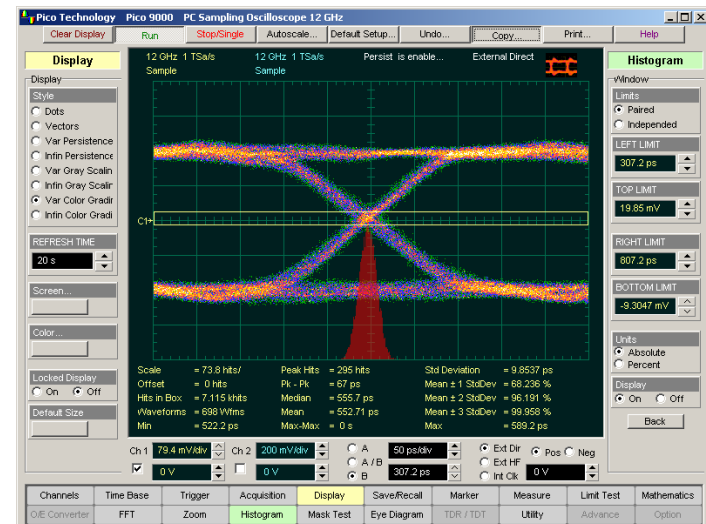 Pico Technology Pico 9000 PC Sampling Oscilloscope 12 GHz
Clear Display Run Stop/Single Autoscale... Default Setup... Undo... Copy... Print... Help
Display
Display
Style
Dots
Vectors
Var Persistence
Infin Persistence
Var Gray Scalin
Infin Gray Scalin
Var Color Gradir
Infin Color Gradi
REFRESH TIME
20 s
Screen...
Color...
Locked Display
On Off
Default Size
12 GHz 1 TSa/s 12 GHz 1 TSa/s Persist is enable... External Direct
Sample Sample
C1+
Scale = 73.8 hits/ Peak Hits = 295 hits Std Deviation = 9.8537 ps
Offset = 0 hits Pk - Pk = 67 ps Mean ± 1 StdDev = 68.236 %
Hits in Box = 7.115 khits Median = 555.7 ps Mean ± 2 StdDev = 96.191 %
Waveforms = 698 Wfms Mean = 552.71 ps Mean ± 3 StdDev = 99.958 %
Min = 522.2 ps Max-Max = 0 s Max = 589.2 ps
Histogram
Window
Limits
Paired
Independed
LEFT LIMIT
307.2 ps
TOP LIMIT
19.85 mV
RIGHT LIMIT
807.2 ps
BOTTOM LIMIT
-9.3047 mV
Units
Absolute
Percent
Display
On Off
Back
Ch 1 79.4 mV/div Ch 2 200 mV/div A 50 ps/div Ext Dir Pos Neg
A / B Ext HF
0 V 0 V B 307.2 ps Int Clk 0 V
Channels Time Base Trigger Acquisition Display Save/Recall Marker Measure Limit Test Mathematics
O/E Converter FFT Zoom Histogram Mask Test Eye Diagram TDR / TDT Utility Advance Option